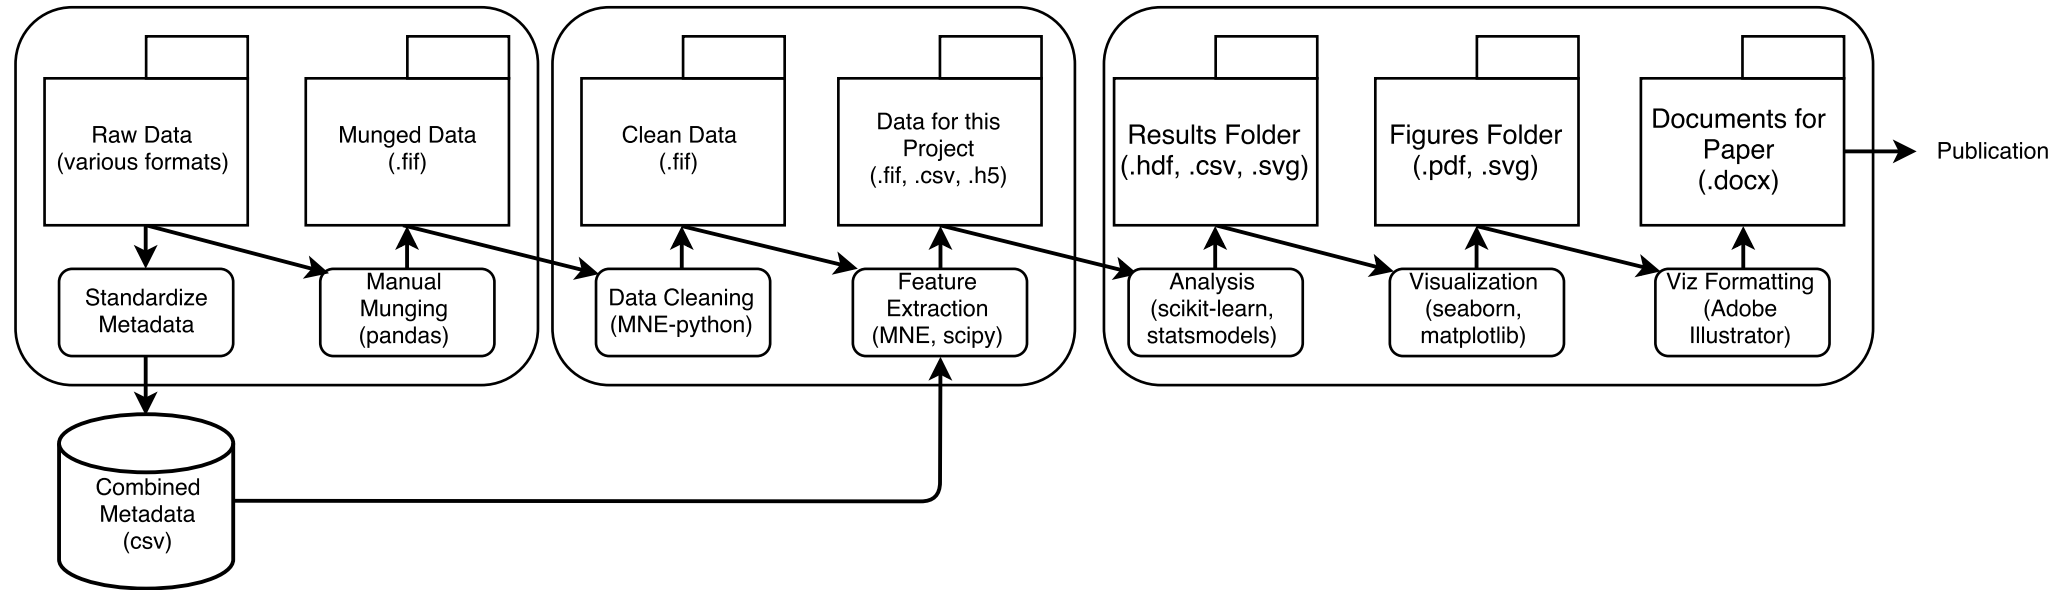 Raw Data
(various formats)
Munged Data
(.fif)
Clean Data
(.fif)
Data for this
Project
(.fif, .csv, .h5)
Results Folder
(.hdf, .csv, .svg)
Figures Folder
(.pdf, .svg)
Documents for
Paper
(.docx)
Publication
Standardize
Metadata
Manual
Munging
(pandas)
Data Cleaning
(MNE-python)
Feature
Extraction
(MNE, scipy)
Analysis
(scikit-learn,
statsmodels)
Visualization
(seaborn,
matplotlib)
Viz Formatting
(Adobe
Illustrator)
Combined
Metadata
(csv)